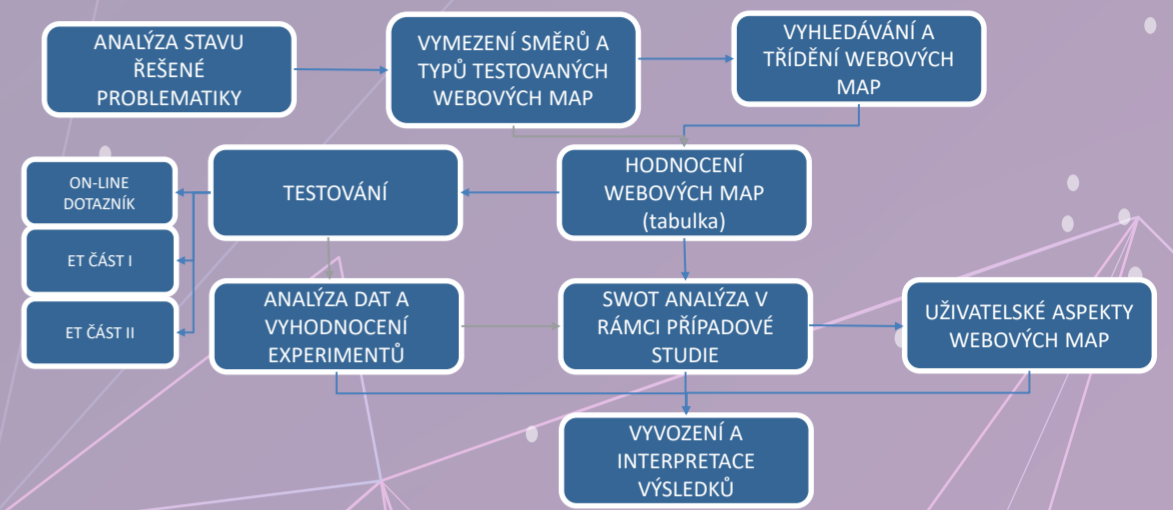 ANALÝZA STAVU
ŘEŠENÉ
PROBLEMATIKY
VYMEZENÍ SMĚRŮ A
TYPŮ TESTOVANÝCH
WEBOVÝCH MAP
VYHLEDÁVÁNÍ A
TŘÍDĚNÍ WEBOVÝCH
MAP
ON-LINE
DOTAZNÍK
TESTOVÁNÍ
HODNOCENÍ
WEBOVÝCH MAP
(tabulka)
ET ČÁST I
ET ČÁST II
ANALÝZA DAT A
VYHODNOCENÍ
EXPERIMENTŮ
SWOT ANALÝZA V
RÁMCI PŘÍPADOVÉ
STUDIE
UŽIVATELSKÉ ASPEKTY
WEBOVÝCH MAP
VYVOZENÍ A
INTERPRETACE
VÝSLEDKŮ